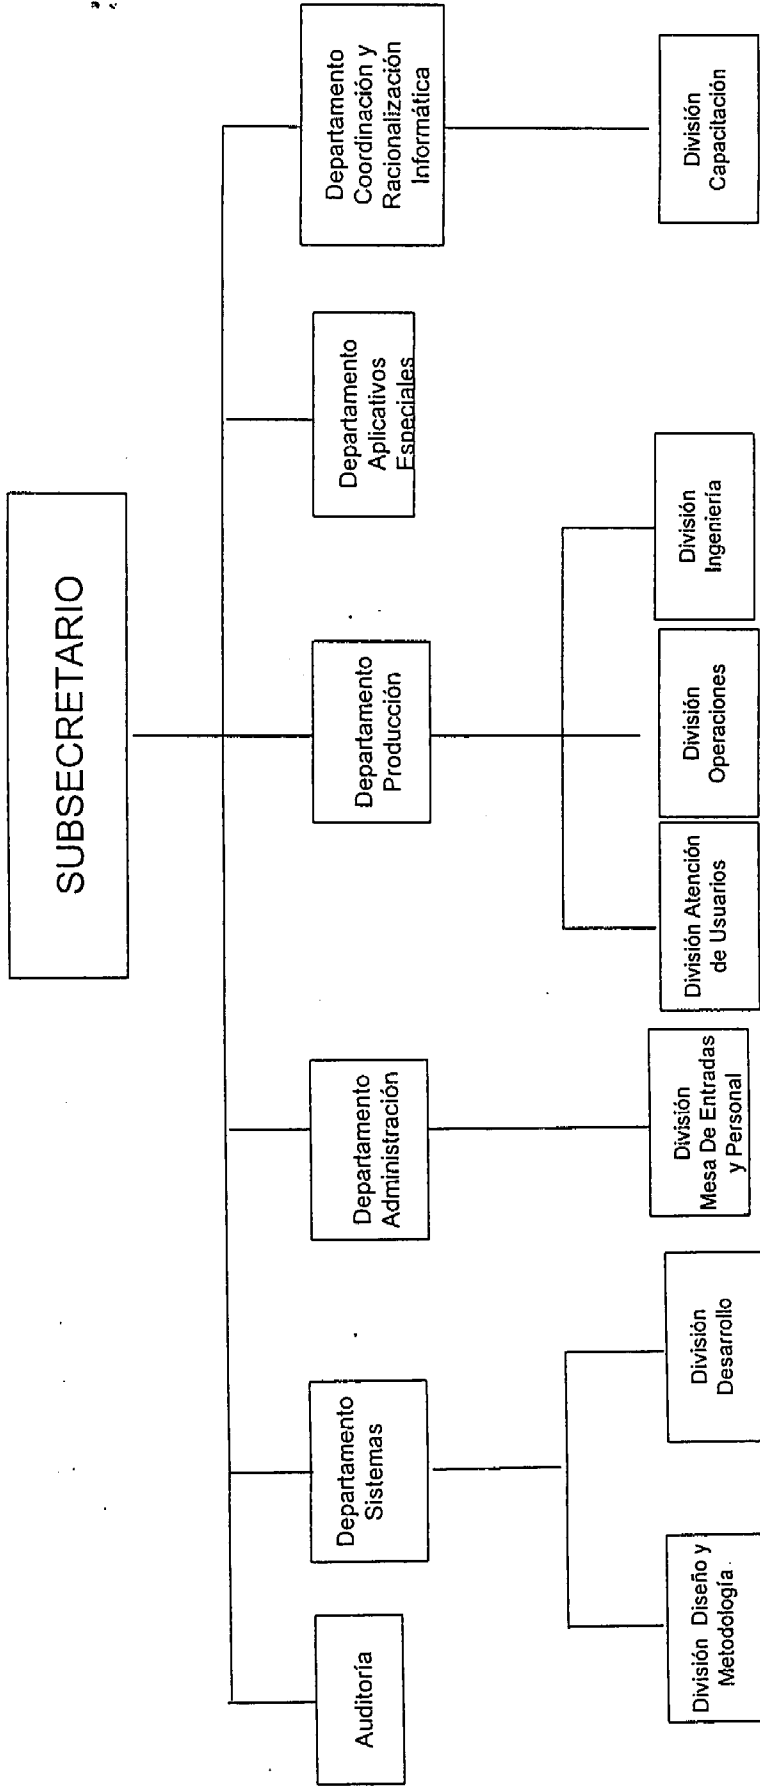 SUBSECRETARIO
Auditoría
Departamento
Sistemas
Departamento
Administración
Departamento
Producción
Departamento
Aplicativos
Especiales
Departamento
Coordinación y
Racionalización
Informática
División Diseño y
Metodología
División
Desarrollo
División
Mesa De Entradas
y Personal
División Atención
de Usuarios
División
Operaciones
División
Ingeniería
División
Capacitación